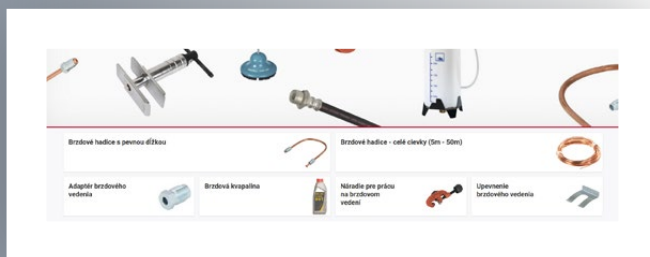 Brzdové hadice s pevnou dĺžkou
Brzdové hadice - celé cievky (5m - 50m)
Adaptér brzdového
vedenia
Brzdová kvapalina
Náradie pre prácu
na brzdovom
vedení
Upevnenie
brzdového vedenia